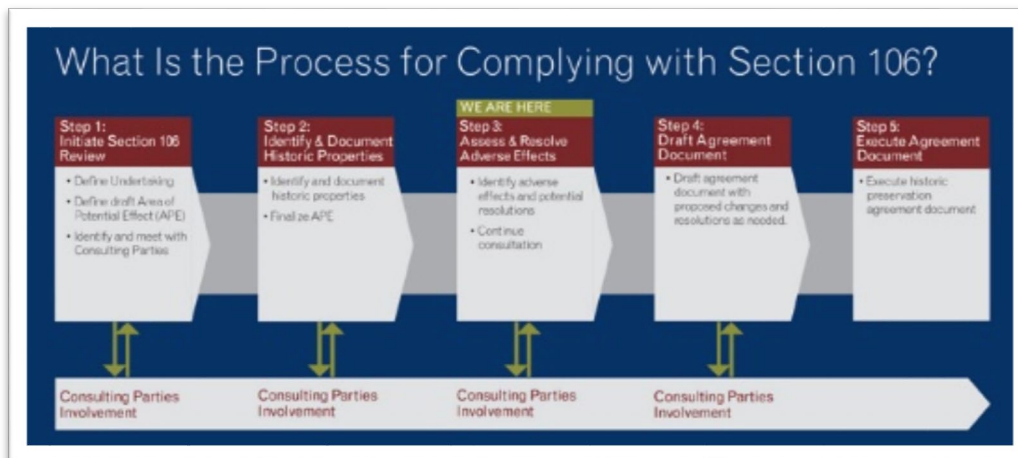 What Is the Process for Complying with Section 106?
WE ARE HERE
Step 1:
Initiate Section 106
Review
• Define Undertaking
• Define draft Area of
Potential Effect (APE)
• Identify and meet with
Consulting Parties
Step 2:
Identify & Document
Historic Properties
• Identify and document
historic properties
• Finalize APE
Step 3:
Assess & Resolve
Adverse Effects
• Identify adverse
effects and potential
resolutions
• Continue
consultation
Step 4:
Draft Agreement
Document
• Draft agreement
document with
proposed changes and
resolutions as needed.
Step 5:
Execute Agreement
Document
• Execute historic
preservation
agreement document
Consulting Parties
Involvement
Consulting Parties
Involvement
Consulting Parties
Involvement
Consulting Parties
Involvement